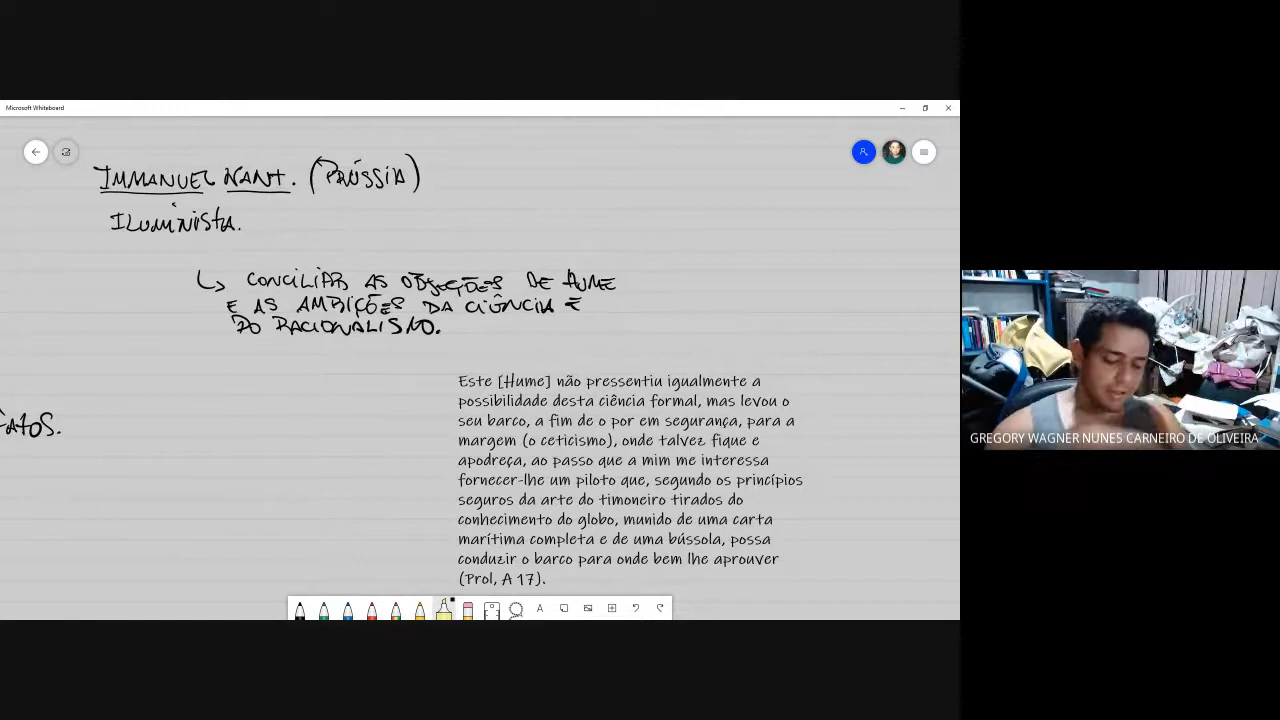 Microsoft Whiteboard
IMMANUEL KANT. (PRÚSSIA)
ILUMINISTA.
CONCILIAR AS OBJEÇÕES DE HUME
E AS AMBIÇÕES DA CIÊNCIA E
DO RACIONALISMO.
FATOS.
Este [Hume] não pressentiu igualmente a
possibilidade desta ciência formal, mas levou o
seu barco, a fim de o por em segurança, para a
margem (o ceticismo), onde talvez fique e
apodreça, ao passo que a mim me interessa
fornecer-lhe um piloto que, segundo os princípios
seguros da arte do timoneiro tirados do
conhecimento do globo, munido de uma carta
marítima completa e de uma bússola, possa
conduzir o barco para onde bem lhe aprouver
(Prol, A 17).
A
GREGORY WAGNER NUNES CARNEIRO DE OLIVEIRA